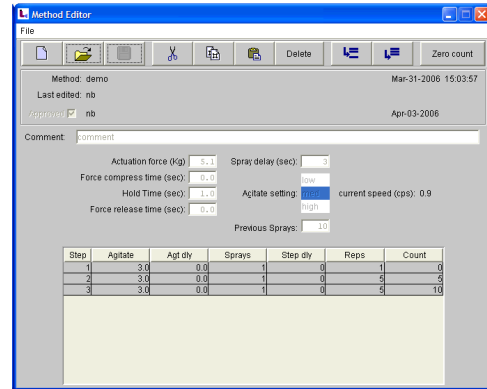 Method Editor
File
Delete Zero count
Method: demo Mar-31-2006 15:03:57
Last edited: nb
Approved nb Apr-03-2006
Comment: comment
Actuation force (Kg) 5.1 Spray delay (sec): 3
Force compress time (sec): 0.0 low
Hold Time (sec): 1.0 Agitate setting: med current speed (cps): 0.9
Force release time (sec): 0.0 high
Previous Sprays: 10
Step Agitate Agt dly Sprays Step dly Reps Count
1 3.0 0.0 1 0 1 0
2 3.0 0.0 1 0 5 5
3 3.0 0.0 1 0 5 10